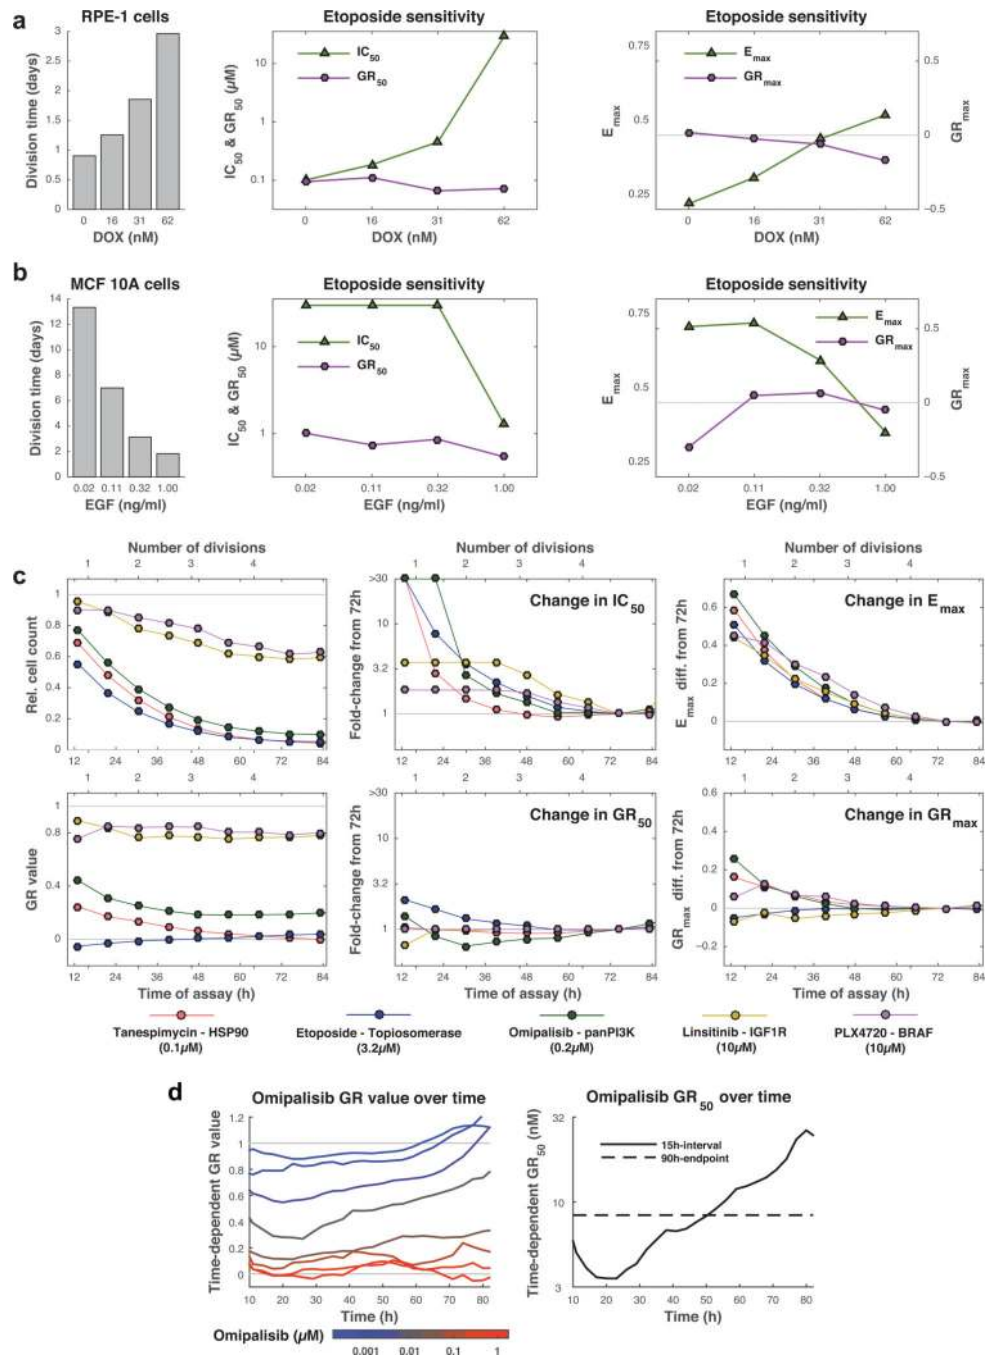 a
RPE-1 cells
Division time (days)
3
2.5
2
1.5
1
0.5
0
0 16 31 62
DOX (nM)
Etoposide sensitivity
IC50 & GR50 (µM)
10
1
0.1
IC50
GR50
0 16 31 62
DOX (nM)
Etoposide sensitivity
Emax
0.75
0.5
0.25
Emax
GRmax
0.5
0
−0.5
GRmax
0 16 31 62
DOX (nM)
b
MCF 10A cells
Division time (days)
14
12
10
8
6
4
2
0
0.02 0.11 0.32 1.00
EGF (ng/ml)
Etoposide sensitivity
IC50 & GR50 (µM)
10
1
IC50
GR50
0.02 0.11 0.32 1.00
EGF (ng/ml)
Etoposide sensitivity
Emax
0.75
0.5
0.25
Emax
GRmax
0.5
0
−0.5
GRmax
0.02 0.11 0.32 1.00
EGF (ng/ml)
c
Number of divisions
1 2 3 4
Rel. cell count
1
0.8
0.6
0.4
0.2
0
12 24 36 48 60 72 84
Number of divisions
1 2 3 4
Change in IC50
Fold-change from 72h
>30
10
3.2
1
12 24 36 48 60 72 84
Number of divisions
1 2 3 4
Change in Emax
Emax diff. from 72h
0.6
0.4
0.2
0
12 24 36 48 60 72 84
1 2 3 4
GR value
1
0.8
0.4
0
12 24 36 48 60 72 84
Time of assay (h)
1 2 3 4
Change in GR50
Fold-change from 72h
>30
10
3.2
1
12 24 36 48 60 72 84
Time of assay (h)
1 2 3 4
Change in GRmax
GRmax diff. from 72h
0.6
0.4
0.2
0
−0.2
12 24 36 48 60 72 84
Time of assay (h)
Tanespimycin - HSP90
(0.1µM)
Etoposide - Topiosomerase
(3.2µM)
Omipalisib - panPI3K
(0.2µM)
Linsitinib - IGF1R
(10µM)
PLX4720 - BRAF
(10µM)
d
Omipalisib GR value over time
Time-dependent GR value
1.2
1
0.8
0.6
0.4
0.2
0
10 20 30 40 50 60 70 80
Time (h)
Omipalisib (µM)
0.001 0.01 0.1 1
Omipalisib GR50 over time
Time-dependent GR50 (nM)
32
10
3
15h-interval
90h-endpoint
10 20 30 40 50 60 70 80
Time (h)